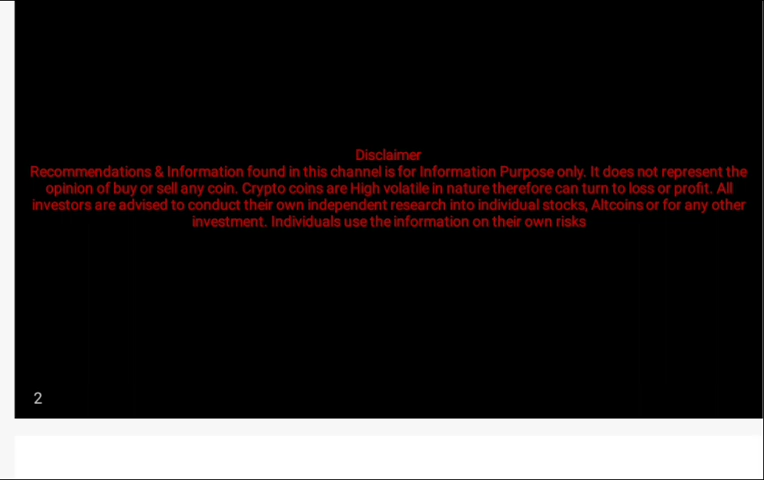 Disclaimer
Recommendations & Information found in this channel is for Information Purpose only. It does not represent the
opinion of buy or sell any coin. Crypto coins are High volatile in nature therefore can turn to loss or profit. All
investors are advised to conduct their own independent research into individual stocks, Altcoins or for any other
investment. Individuals use the information on their own risks
2